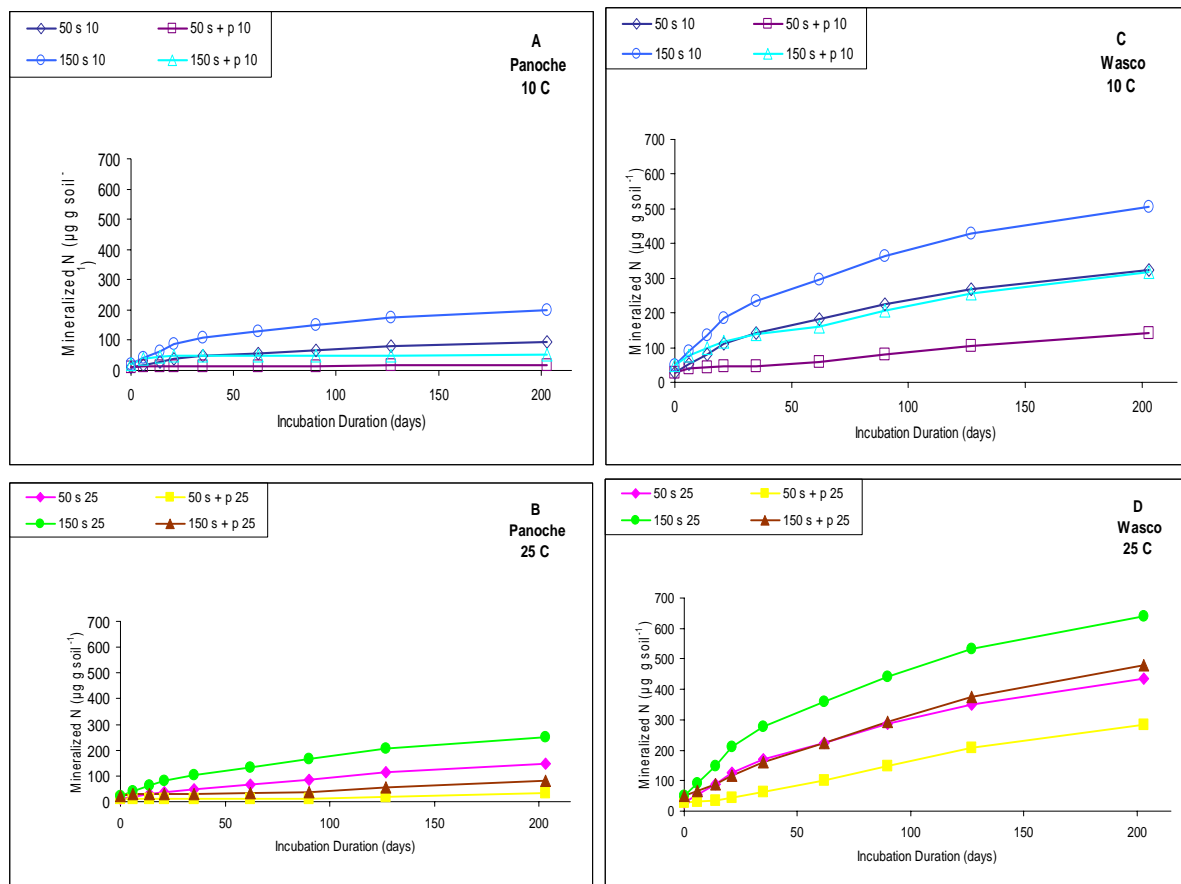 50 s 10
50 s + p 10
150 s 10
150 s + p 10
A
Panoche
10 C
Mineralized N (µg g soil-
1)
700
600
500
400
300
200
100
0
0
50
100
150
200
Incubation Duration (days)
50 s 10
50 s + p 10
150 s 10
150 s + p 10
C
Wasco
10 C
Mineralized N (µg g soil-1)
700
600
500
400
300
200
100
0
0
50
100
150
200
Incubation Duration (days)
50 s 25
50 s + p 25
150 s 25
150 s + p 25
B
Panoche
25 C
Mineralized N (µg g soil-1)
700
600
500
400
300
200
100
0
0
50
100
150
200
Incubation Duration (days)
50 s 25
50 s + p 25
150 s 25
150 s + p 25
D
Wasco
25 C
Mineralized N (µg g soil-1)
700
600
500
400
300
200
100
0
0
50
100
150
200
Incubation Duration (days)